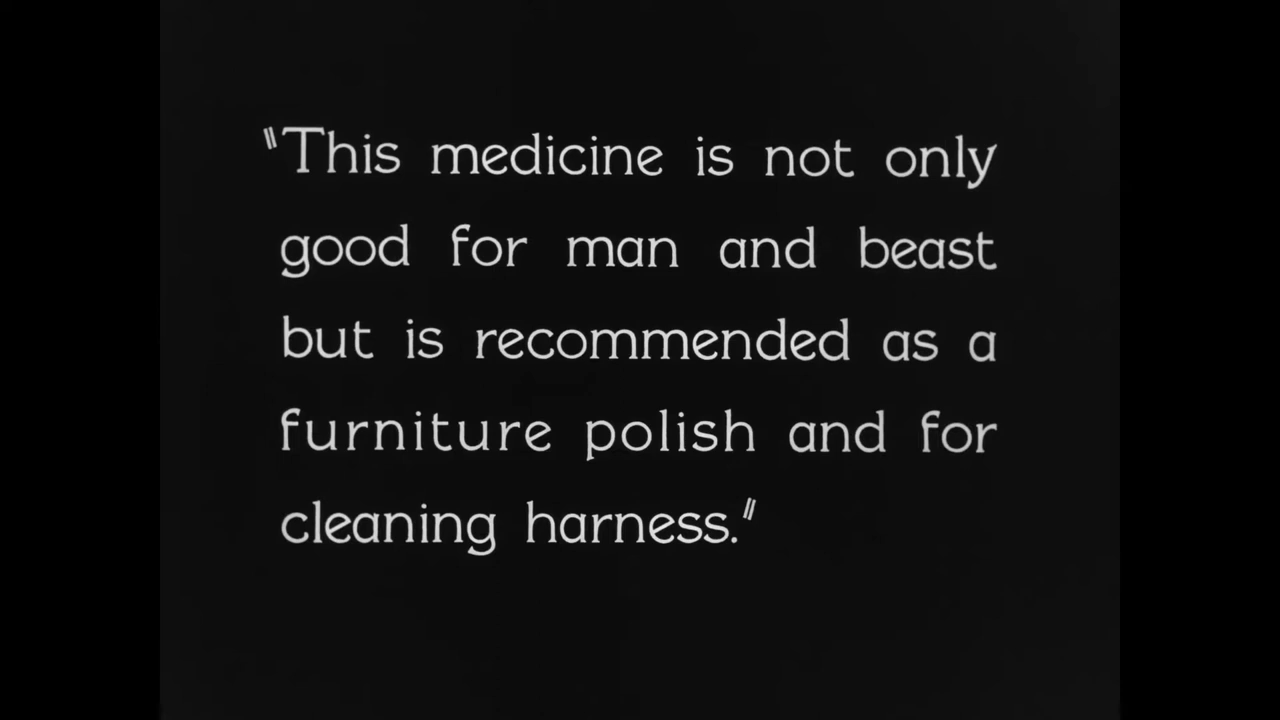 "This medicine is not only
good for man and beast
but is recommended as a
furniture polish and for
cleaning harness."